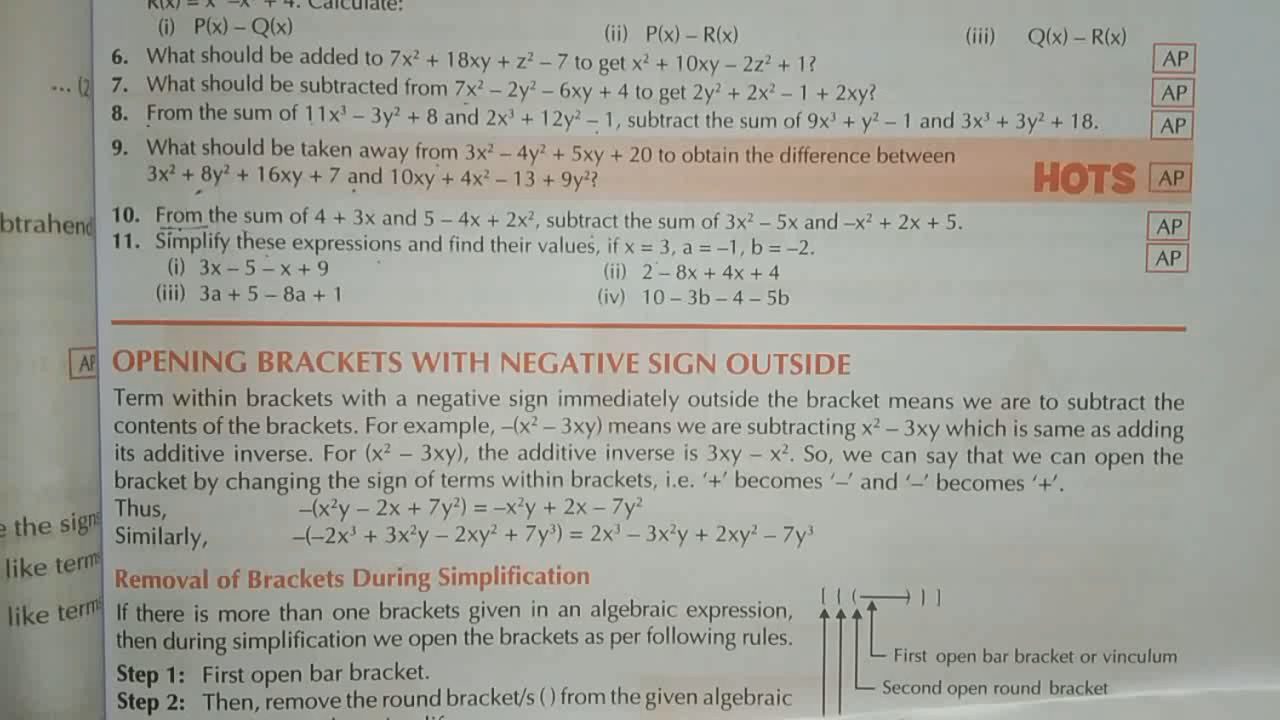 Calculate:
(i) P(x) – Q(x) (ii) P(x) – R(x) (iii) Q(x) – R(x)
6. What should be added to 7x² + 18xy + z² – 7 to get x² + 10xy – 2z² + 1? AP
... (2
7. What should be subtracted from 7x² – 2y² – 6xy + 4 to get 2y² + 2x² – 1 + 2xy? AP
8. From the sum of 11x³ – 3y² + 8 and 2x³ + 12y² – 1, subtract the sum of 9x³ + y² – 1 and 3x³ + 3y² + 18. AP
9. What should be taken away from 3x² – 4y² + 5xy + 20 to obtain the difference between
3x² + 8y² + 16xy + 7 and 10xy + 4x² – 13 + 9y²? HOTS AP
btrahend
10. From the sum of 4 + 3x and 5 – 4x + 2x², subtract the sum of 3x² – 5x and –x² + 2x + 5. AP
11. Simplify these expressions and find their values, if x = 3, a = –1, b = –2. AP
(i) 3x – 5 – x + 9 (ii) 2 – 8x + 4x + 4
(iii) 3a + 5 – 8a + 1 (iv) 10 – 3b – 4 – 5b
AP
OPENING BRACKETS WITH NEGATIVE SIGN OUTSIDE
Term within brackets with a negative sign immediately outside the bracket means we are to subtract the
contents of the brackets. For example, –(x² – 3xy) means we are subtracting x² – 3xy which is same as adding
its additive inverse. For (x² – 3xy), the additive inverse is 3xy – x². So, we can say that we can open the
bracket by changing the sign of terms within brackets, i.e. ‘+’ becomes ‘–’ and ‘–’ becomes ‘+’.
Thus, –(x²y – 2x + 7y²) = –x²y + 2x – 7y²
e the signs
Similarly, –(–2x³ + 3x²y – 2xy² + 7y³) = 2x³ – 3x²y + 2xy² – 7y³
like terms
Removal of Brackets During Simplification
like terms
If there is more than one brackets given in an algebraic expression,
then during simplification we open the brackets as per following rules.
Step 1: First open bar bracket.
Step 2: Then, remove the round bracket/s () from the given algebraic
First open bar bracket or vinculum
Second open round bracket